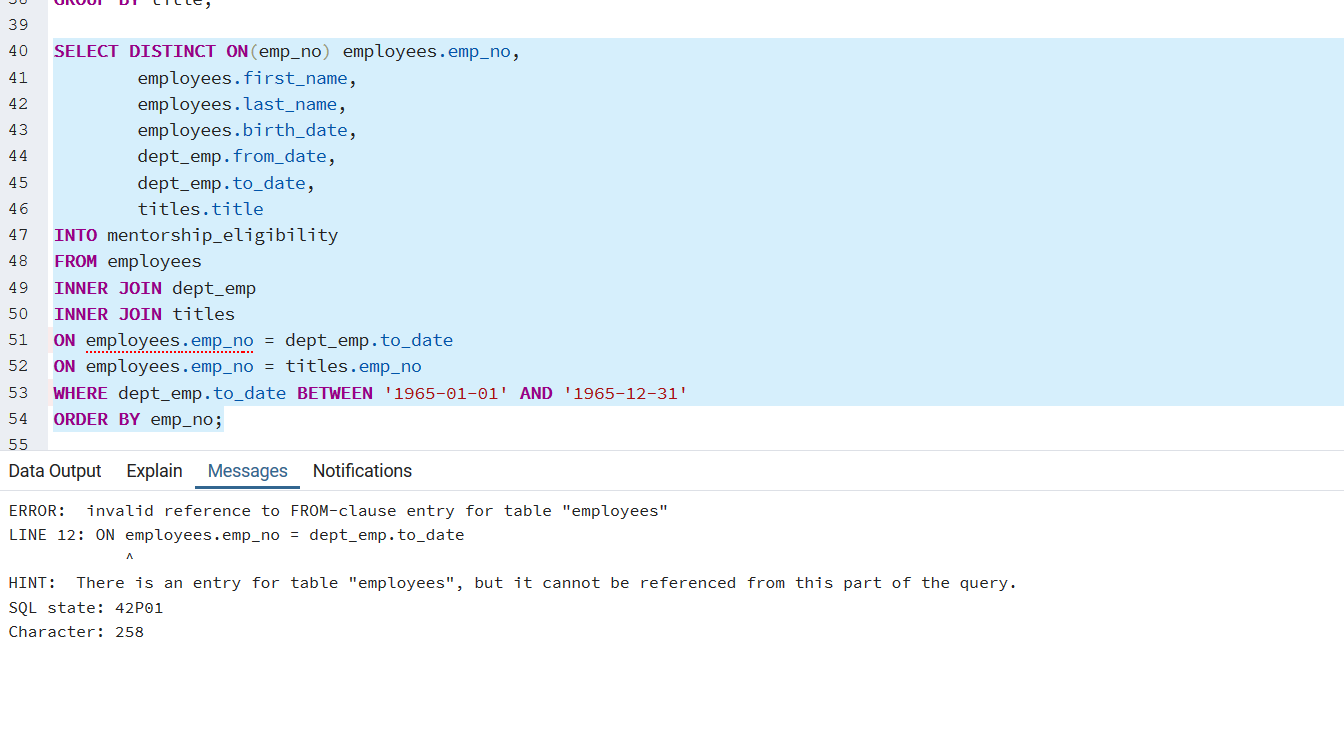 38 GROUP BY title;
39
40 SELECT DISTINCT ON(emp_no) employees.emp_no,
41 employees.first_name,
42 employees.last_name,
43 employees.birth_date,
44 dept_emp.from_date,
45 dept_emp.to_date,
46 titles.title
47 INTO mentorship_eligibility
48 FROM employees
49 INNER JOIN dept_emp
50 INNER JOIN titles
51 ON employees.emp_no = dept_emp.to_date
52 ON employees.emp_no = titles.emp_no
53 WHERE dept_emp.to_date BETWEEN '1965-01-01' AND '1965-12-31'
54 ORDER BY emp_no;
55
Data Output Explain Messages Notifications
ERROR:  invalid reference to FROM-clause entry for table "employees"
LINE 12: ON employees.emp_no = dept_emp.to_date
^
HINT:  There is an entry for table "employees", but it cannot be referenced from this part of the query.
SQL state: 42P01
Character: 258